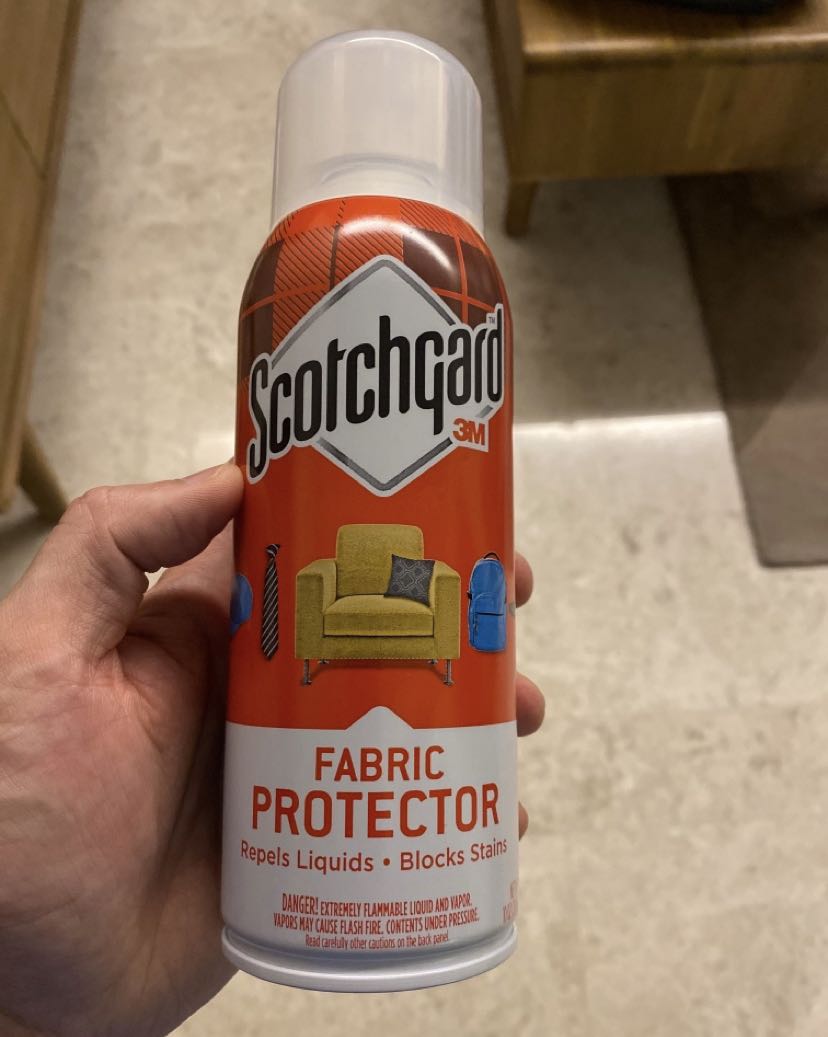 Scotchgard™
3M
FABRIC
PROTECTOR
Repels Liquids • Blocks Stains
DANGER! EXTREMELY FLAMMABLE LIQUID AND VAPOR.
VAPORS MAY CAUSE FLASH FIRE. CONTENTS UNDER PRESSURE.
Read carefully other cautions on the back panel.